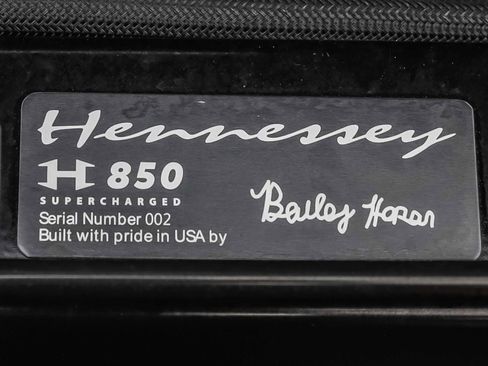 Hennessey
H 850
SUPERCHARGED
Serial Number 002
Built with pride in USA by
Bailey Horan